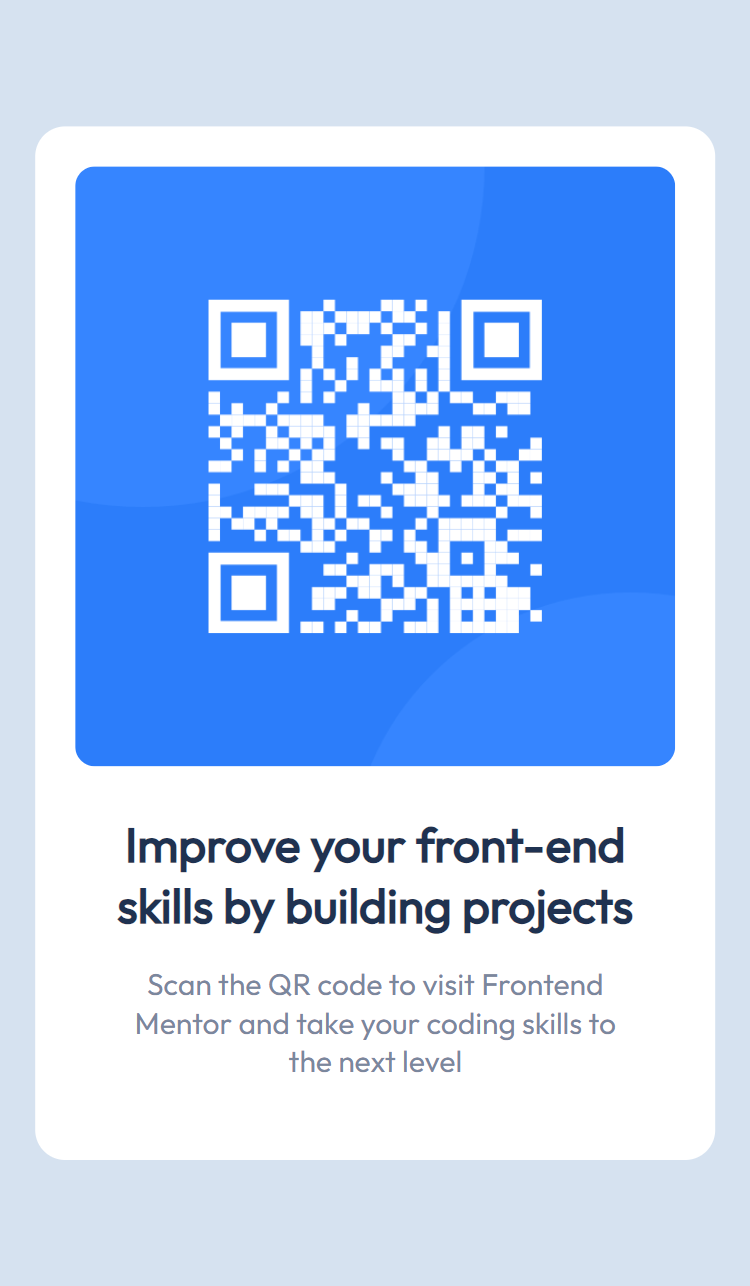 Improve your front-end
skills by building projects
Scan the QR code to visit Frontend
Mentor and take your coding skills to
the next level